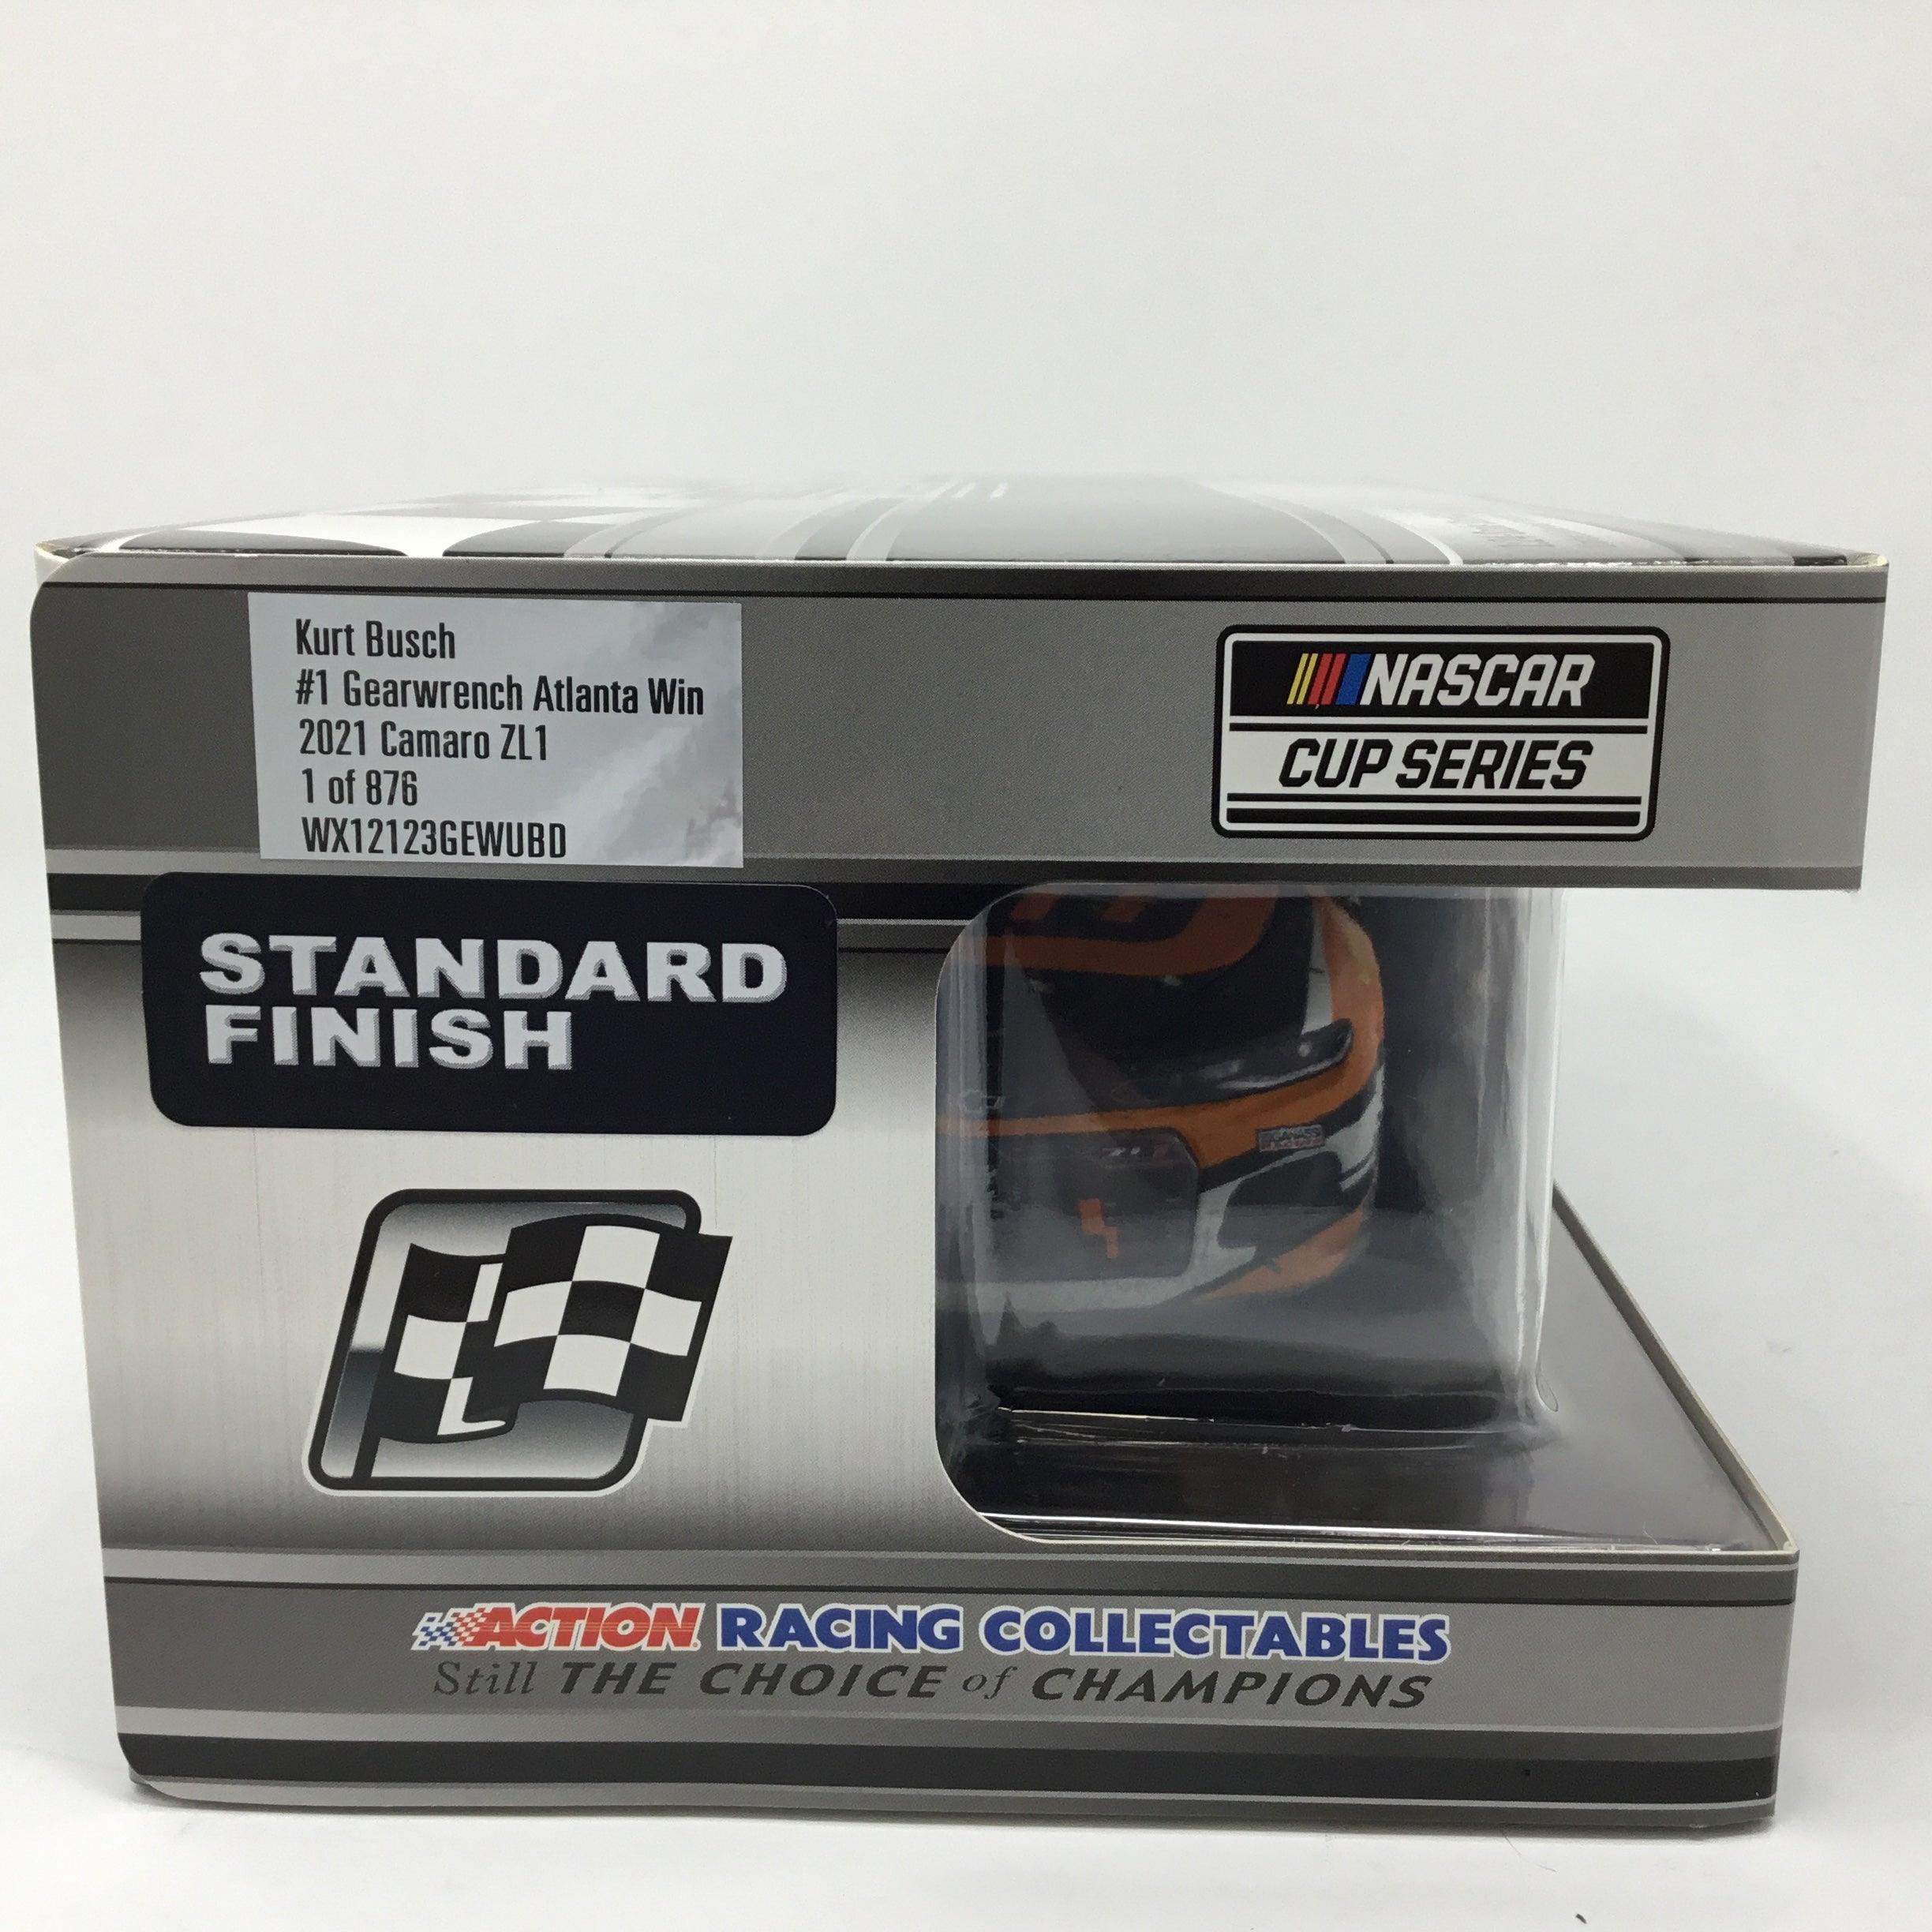 Kurt Busch
#1 Gearwrench Atlanta Win
2021 Camaro ZL1
1 of 876
WX12123GEWUBD
NASCAR
CUP SERIES
STANDARD
FINISH
ACTION RACING COLLECTABLES
Still THE CHOICE of CHAMPIONS